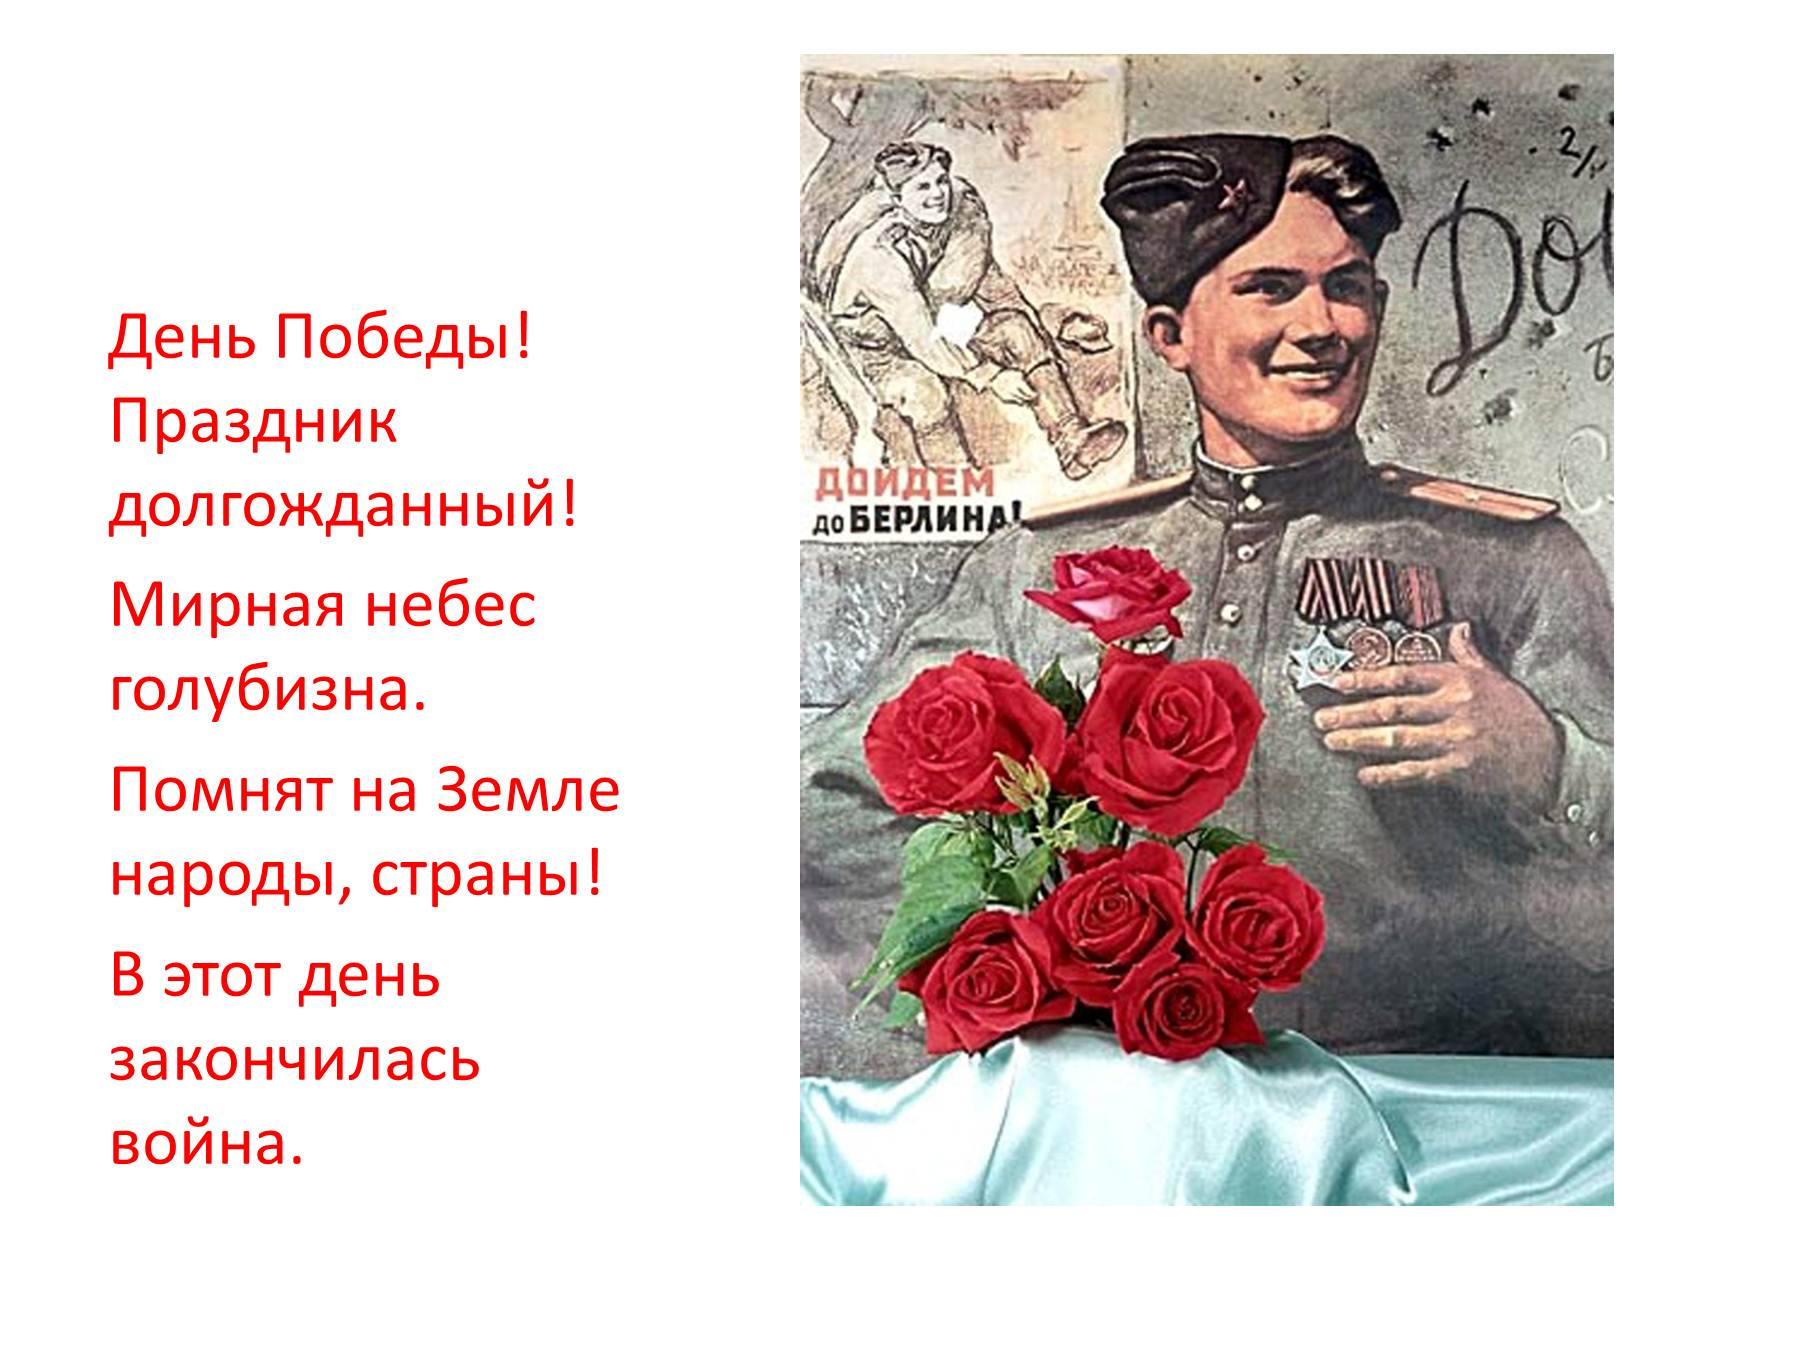 День Победы!
Праздник
долгожданный!
Мирная небес
голубизна.
Помнят на Земле
народы, страны!
В этот день
закончилась
война.
ДОЙДЕМ
до БЕРЛИНА!